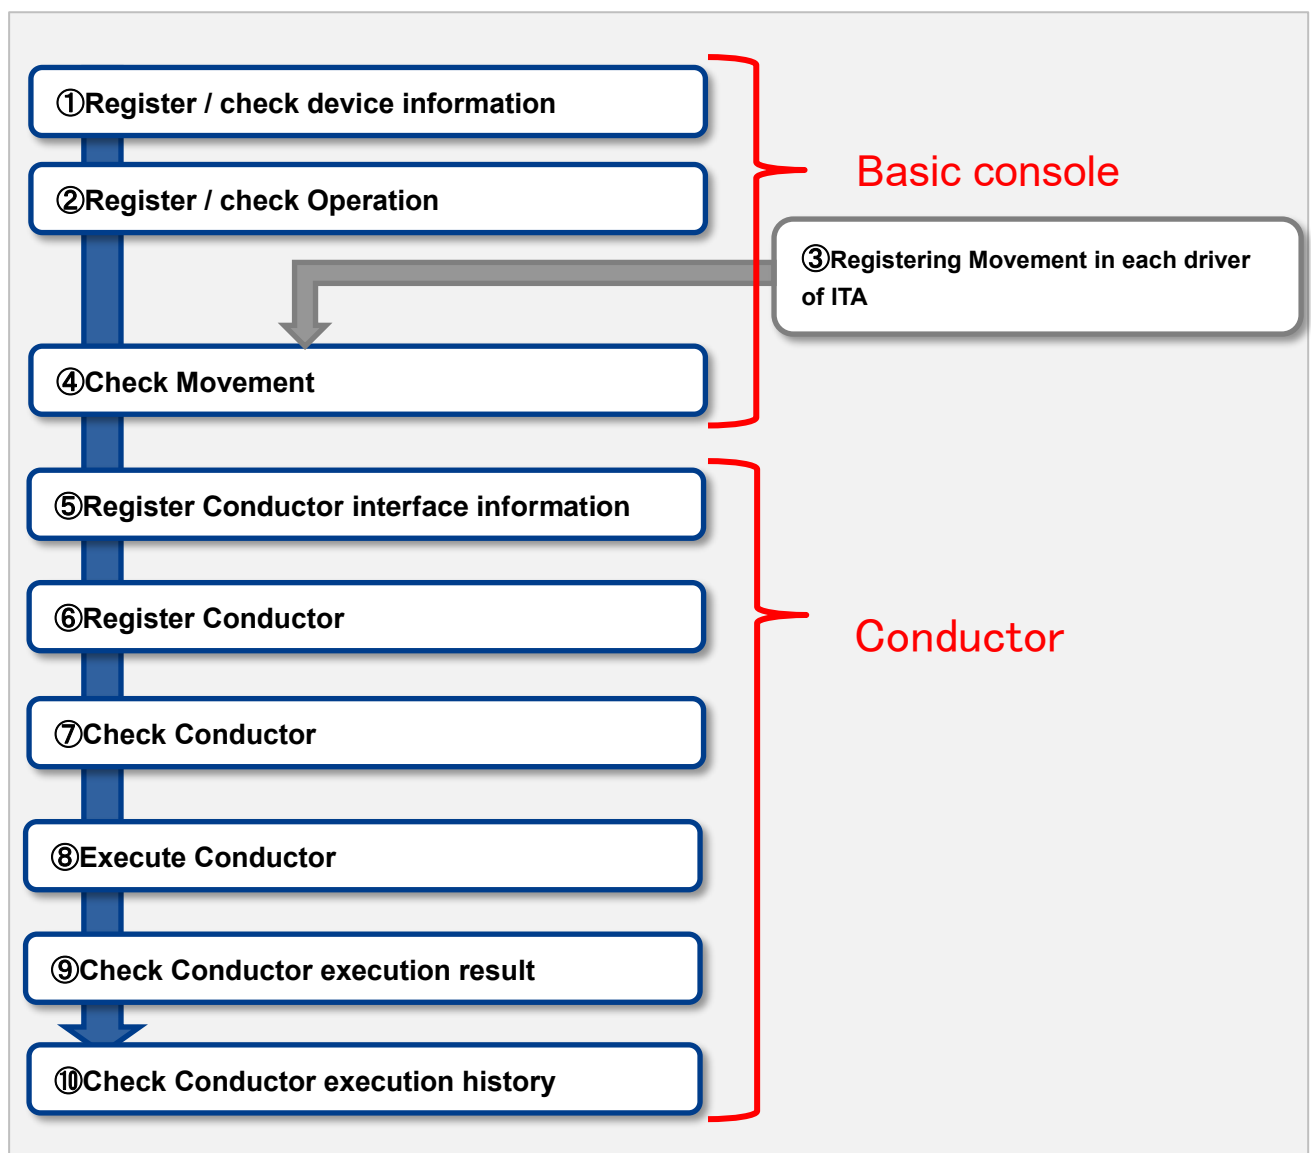 ①Register / check device information
②Register / check Operation
Basic console
③Registering Movement in each driver
of ITA
④Check Movement
⑤Register Conductor interface information
⑥Register Conductor
Conductor
⑦Check Conductor
⑧Execute Conductor
⑨Check Conductor execution result
⑩Check Conductor execution history